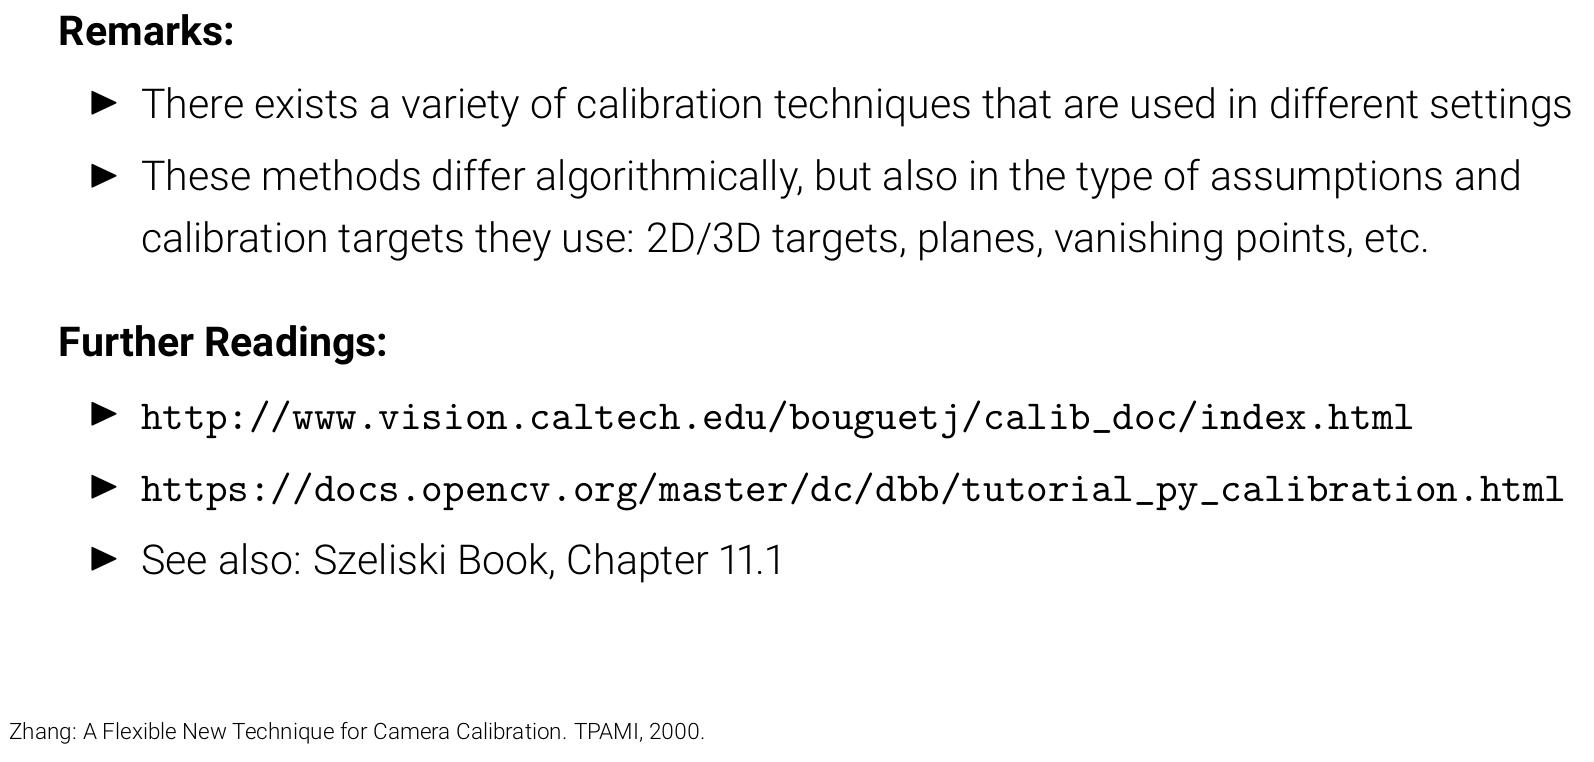 Remarks:
► There exists a variety of calibration techniques that are used in different settings
► These methods differ algorithmically, but also in the type of assumptions and
calibration targets they use: 2D/3D targets, planes, vanishing points, etc.
Further Readings:
► http://www.vision.caltech.edu/bouguetj/calib_doc/index.html
► https://docs.opencv.org/master/dc/dbb/tutorial_py_calibration.html
► See also: Szeliski Book, Chapter 11.1
Zhang: A Flexible New Technique for Camera Calibration. TPAMI, 2000.